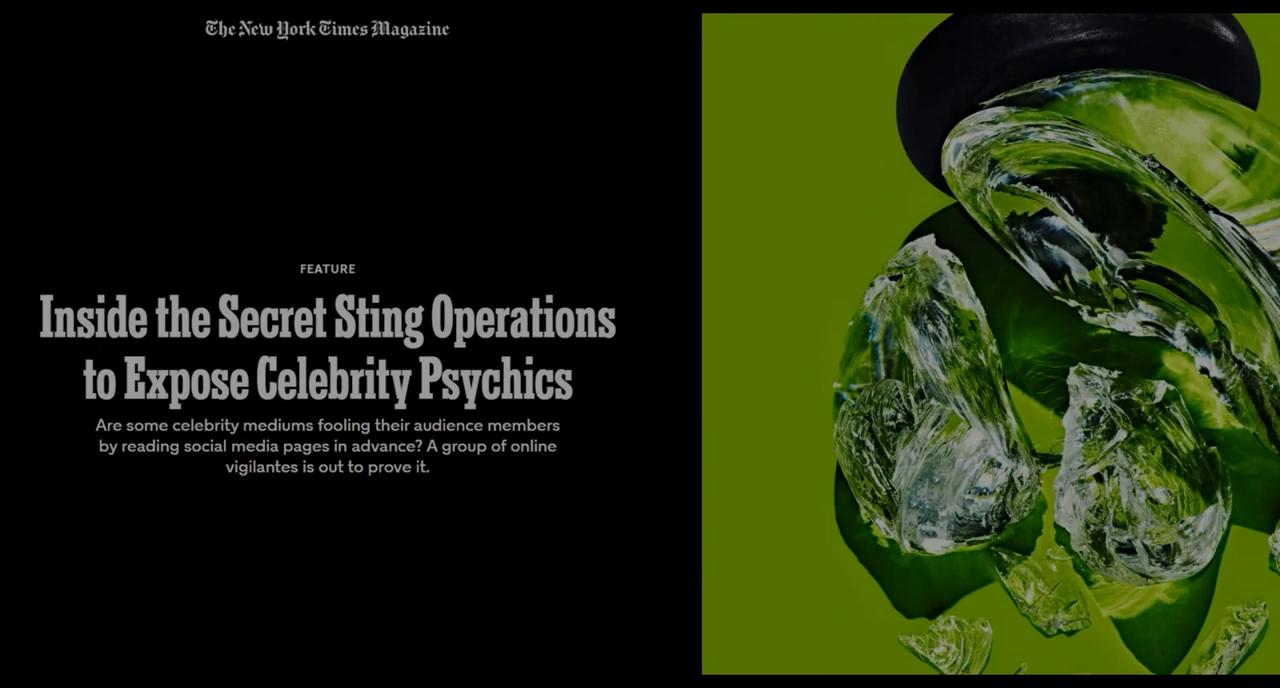 The New York Times Magazine
FEATURE
Inside the Secret Sting Operations
to Expose Celebrity Psychics
Are some celebrity mediums fooling their audience members
by reading social media pages in advance? A group of online
vigilantes is out to prove it.